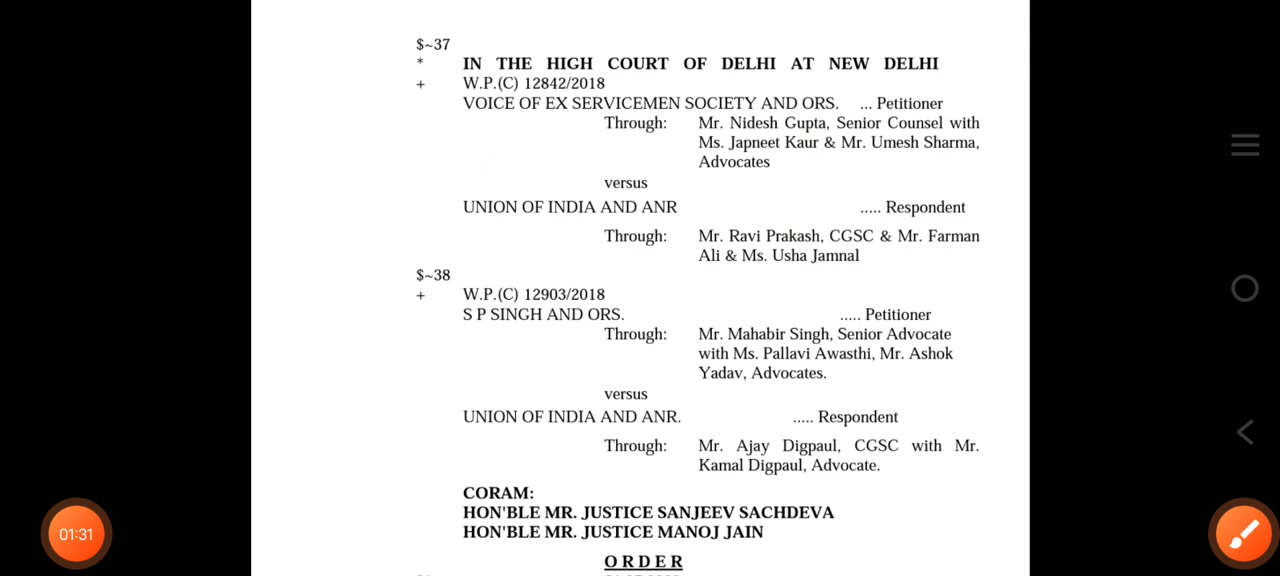 $~37
* IN THE HIGH COURT OF DELHI AT NEW DELHI
+ W.P.(C) 12842/2018
VOICE OF EX SERVICEMEN SOCIETY AND ORS. ... Petitioner
Through: Mr. Nidesh Gupta, Senior Counsel with
Ms. Japneet Kaur & Mr. Umesh Sharma,
Advocates
versus
UNION OF INDIA AND ANR ..... Respondent
Through: Mr. Ravi Prakash, CGSC & Mr. Farman
Ali & Ms. Usha Jamnal
$~38
+ W.P.(C) 12903/2018
S P SINGH AND ORS. ..... Petitioner
Through: Mr. Mahabir Singh, Senior Advocate
with Ms. Pallavi Awasthi, Mr. Ashok
Yadav, Advocates.
versus
UNION OF INDIA AND ANR. ..... Respondent
Through: Mr. Ajay Digpaul, CGSC with Mr.
Kamal Digpaul, Advocate.
CORAM:
HON'BLE MR. JUSTICE SANJEEV SACHDEVA
HON'BLE MR. JUSTICE MANOJ JAIN
O R D E R
01:31